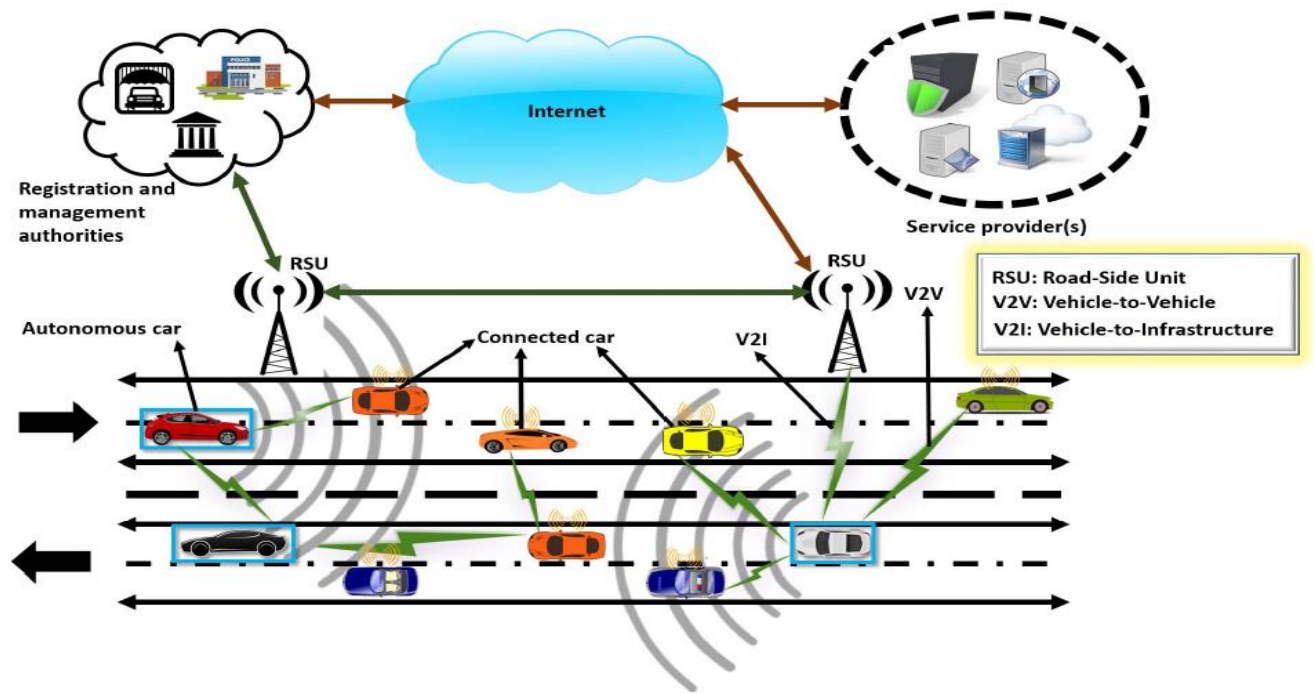 POLICE
Internet
Registration and
management
authorities
Service provider(s)
RSU
RSU
RSU: Road-Side Unit
V2V: Vehicle-to-Vehicle
V2I: Vehicle-to-Infrastructure
V2V
Autonomous car
Connected car
V2I